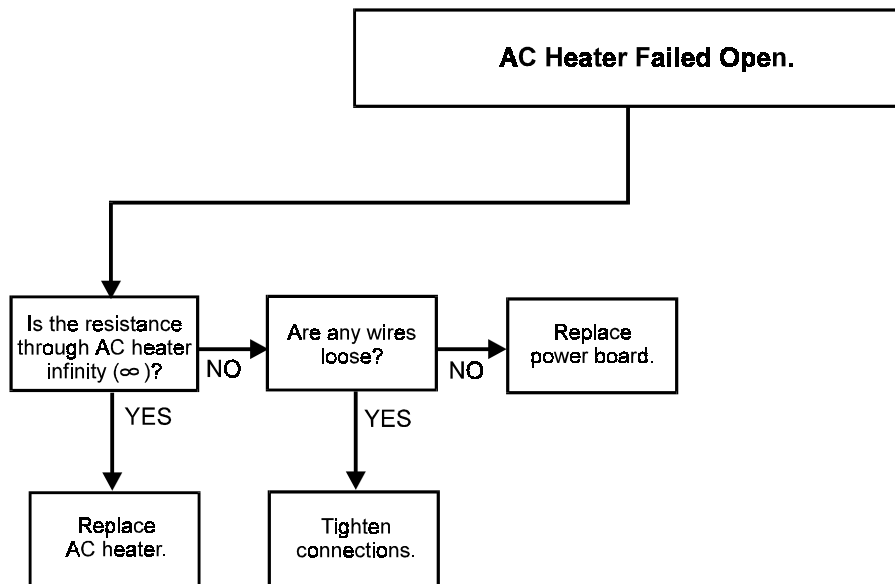 AC Heater Failed Open.
Is the resistance
through AC heater
infinity (∞)?
NO
Are any wires
loose?
NO
Replace
power board.
YES
YES
Replace
AC heater.
Tighten
connections.